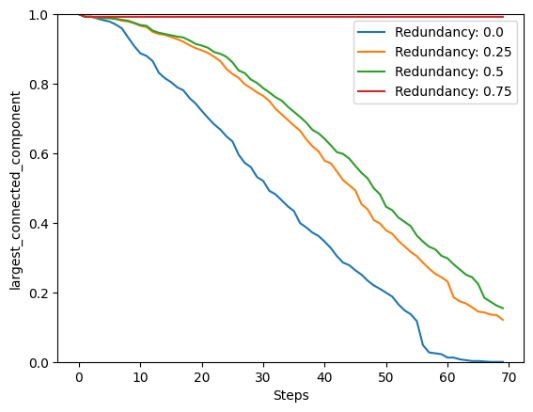 Redundancy: 0.0
Redundancy: 0.25
Redundancy: 0.5
Redundancy: 0.75
largest_connected_component
1.0
0.8
0.6
0.4
0.2
0.0
0 10 20 30 40 50 60 70
Steps